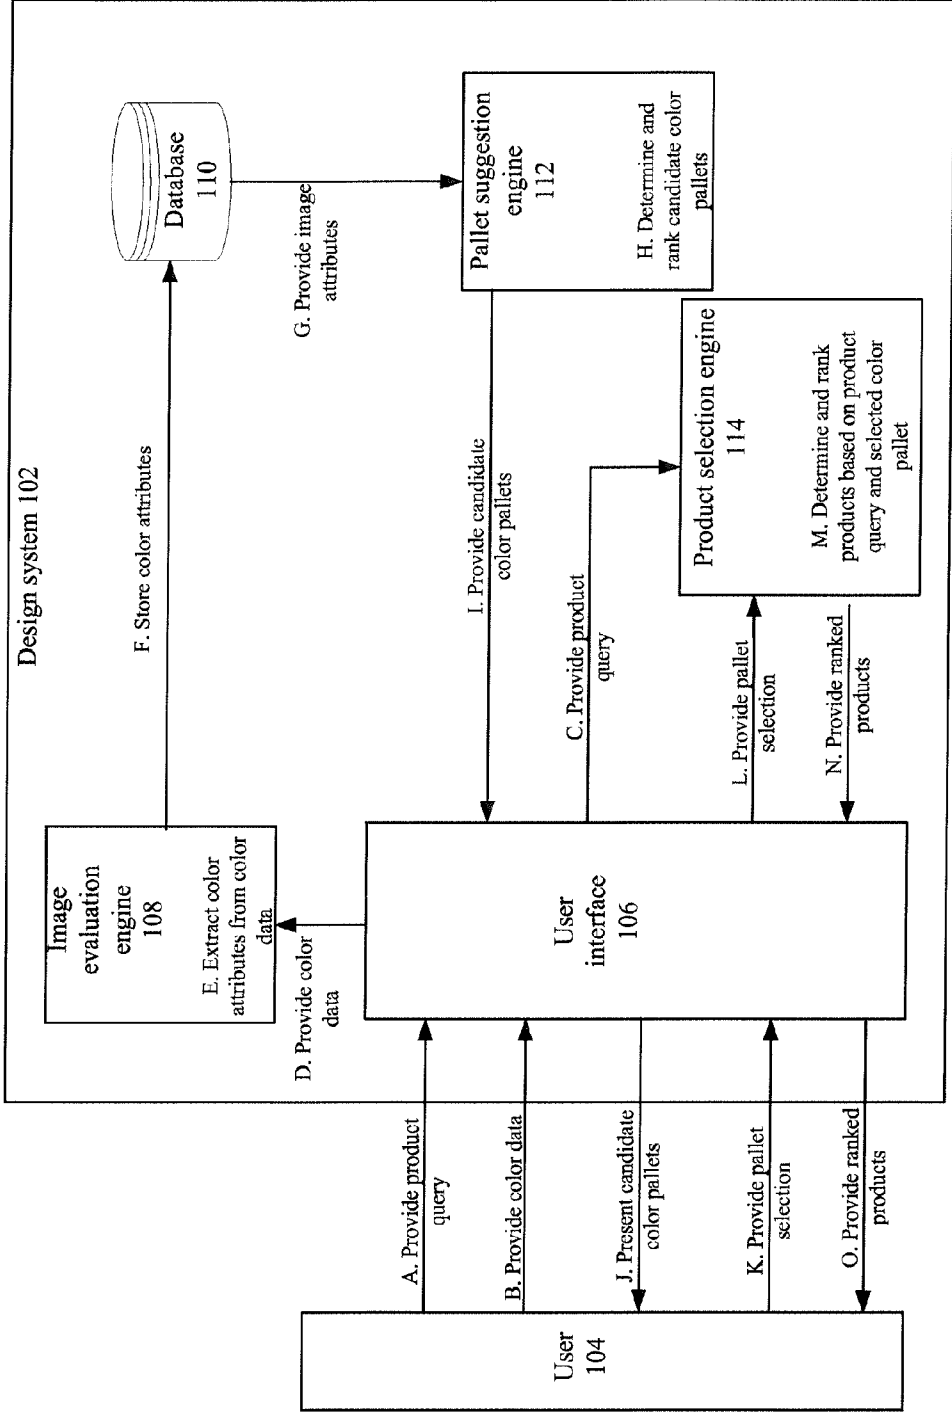 Design system 102
Image
evaluation
engine
108
E. Extract color
attributes from color
data
F. Store color attributes
Database
110
G. Provide image
attributes
Pallet suggestion
engine
112
H. Determine and
rank candidate color
pallets
D. Provide color
data
I. Provide candidate
color pallets
C. Provide product
query
Product selection engine
114
M. Determine and rank
products based on product
query and selected color
pallet
L. Provide pallet
selection
N. Provide ranked
products
User
interface
106
A. Provide product
query
B. Provide color data
J. Present candidate
color pallets
K. Provide pallet
selection
O. Provide ranked
products
User
104